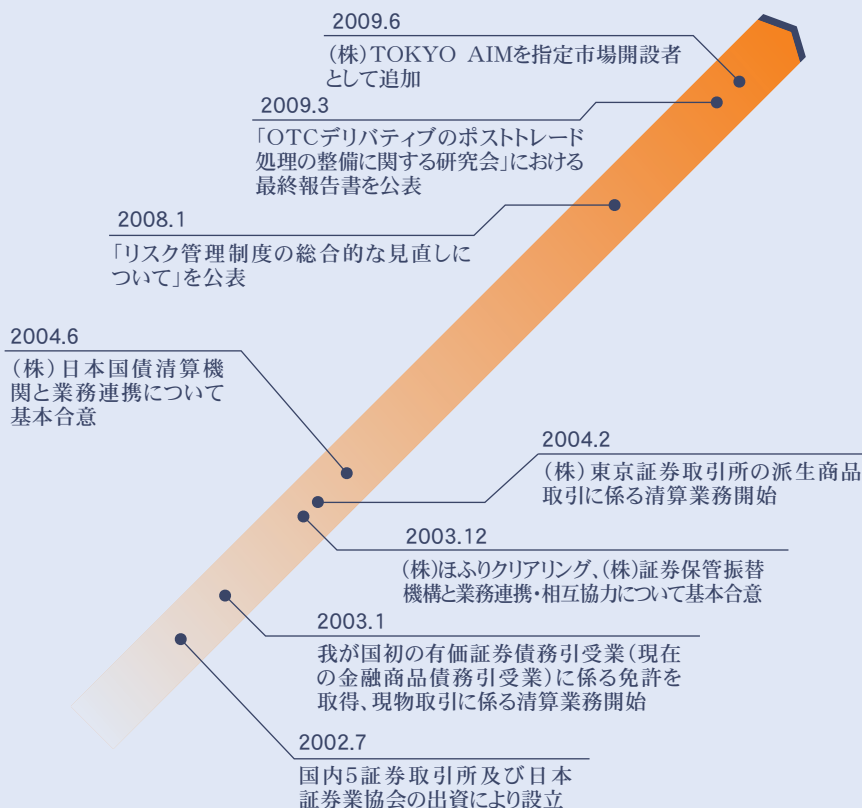 2009.6
(株)TOKYO AIMを指定市場開設者
として追加
2009.3
「OTCデリバティブのポストトレード
処理の整備に関する研究会」における
最終報告書を公表
2008.1
「リスク管理制度の総合的な見直しに
ついて」を公表
2004.6
(株)日本国債清算機
関と業務連携について
基本合意
2004.2
(株)東京証券取引所の派生商品
取引に係る清算業務開始
2003.12
(株)ほふりクリアリング、(株)証券保管振替
機構と業務連携・相互協力について基本合意
2003.1
我が国初の有価証券債務引受業(現在
の金融商品債務引受業)に係る免許を
取得、現物取引に係る清算業務開始
2002.7
国内5証券取引所及び日本
証券業協会の出資により設立